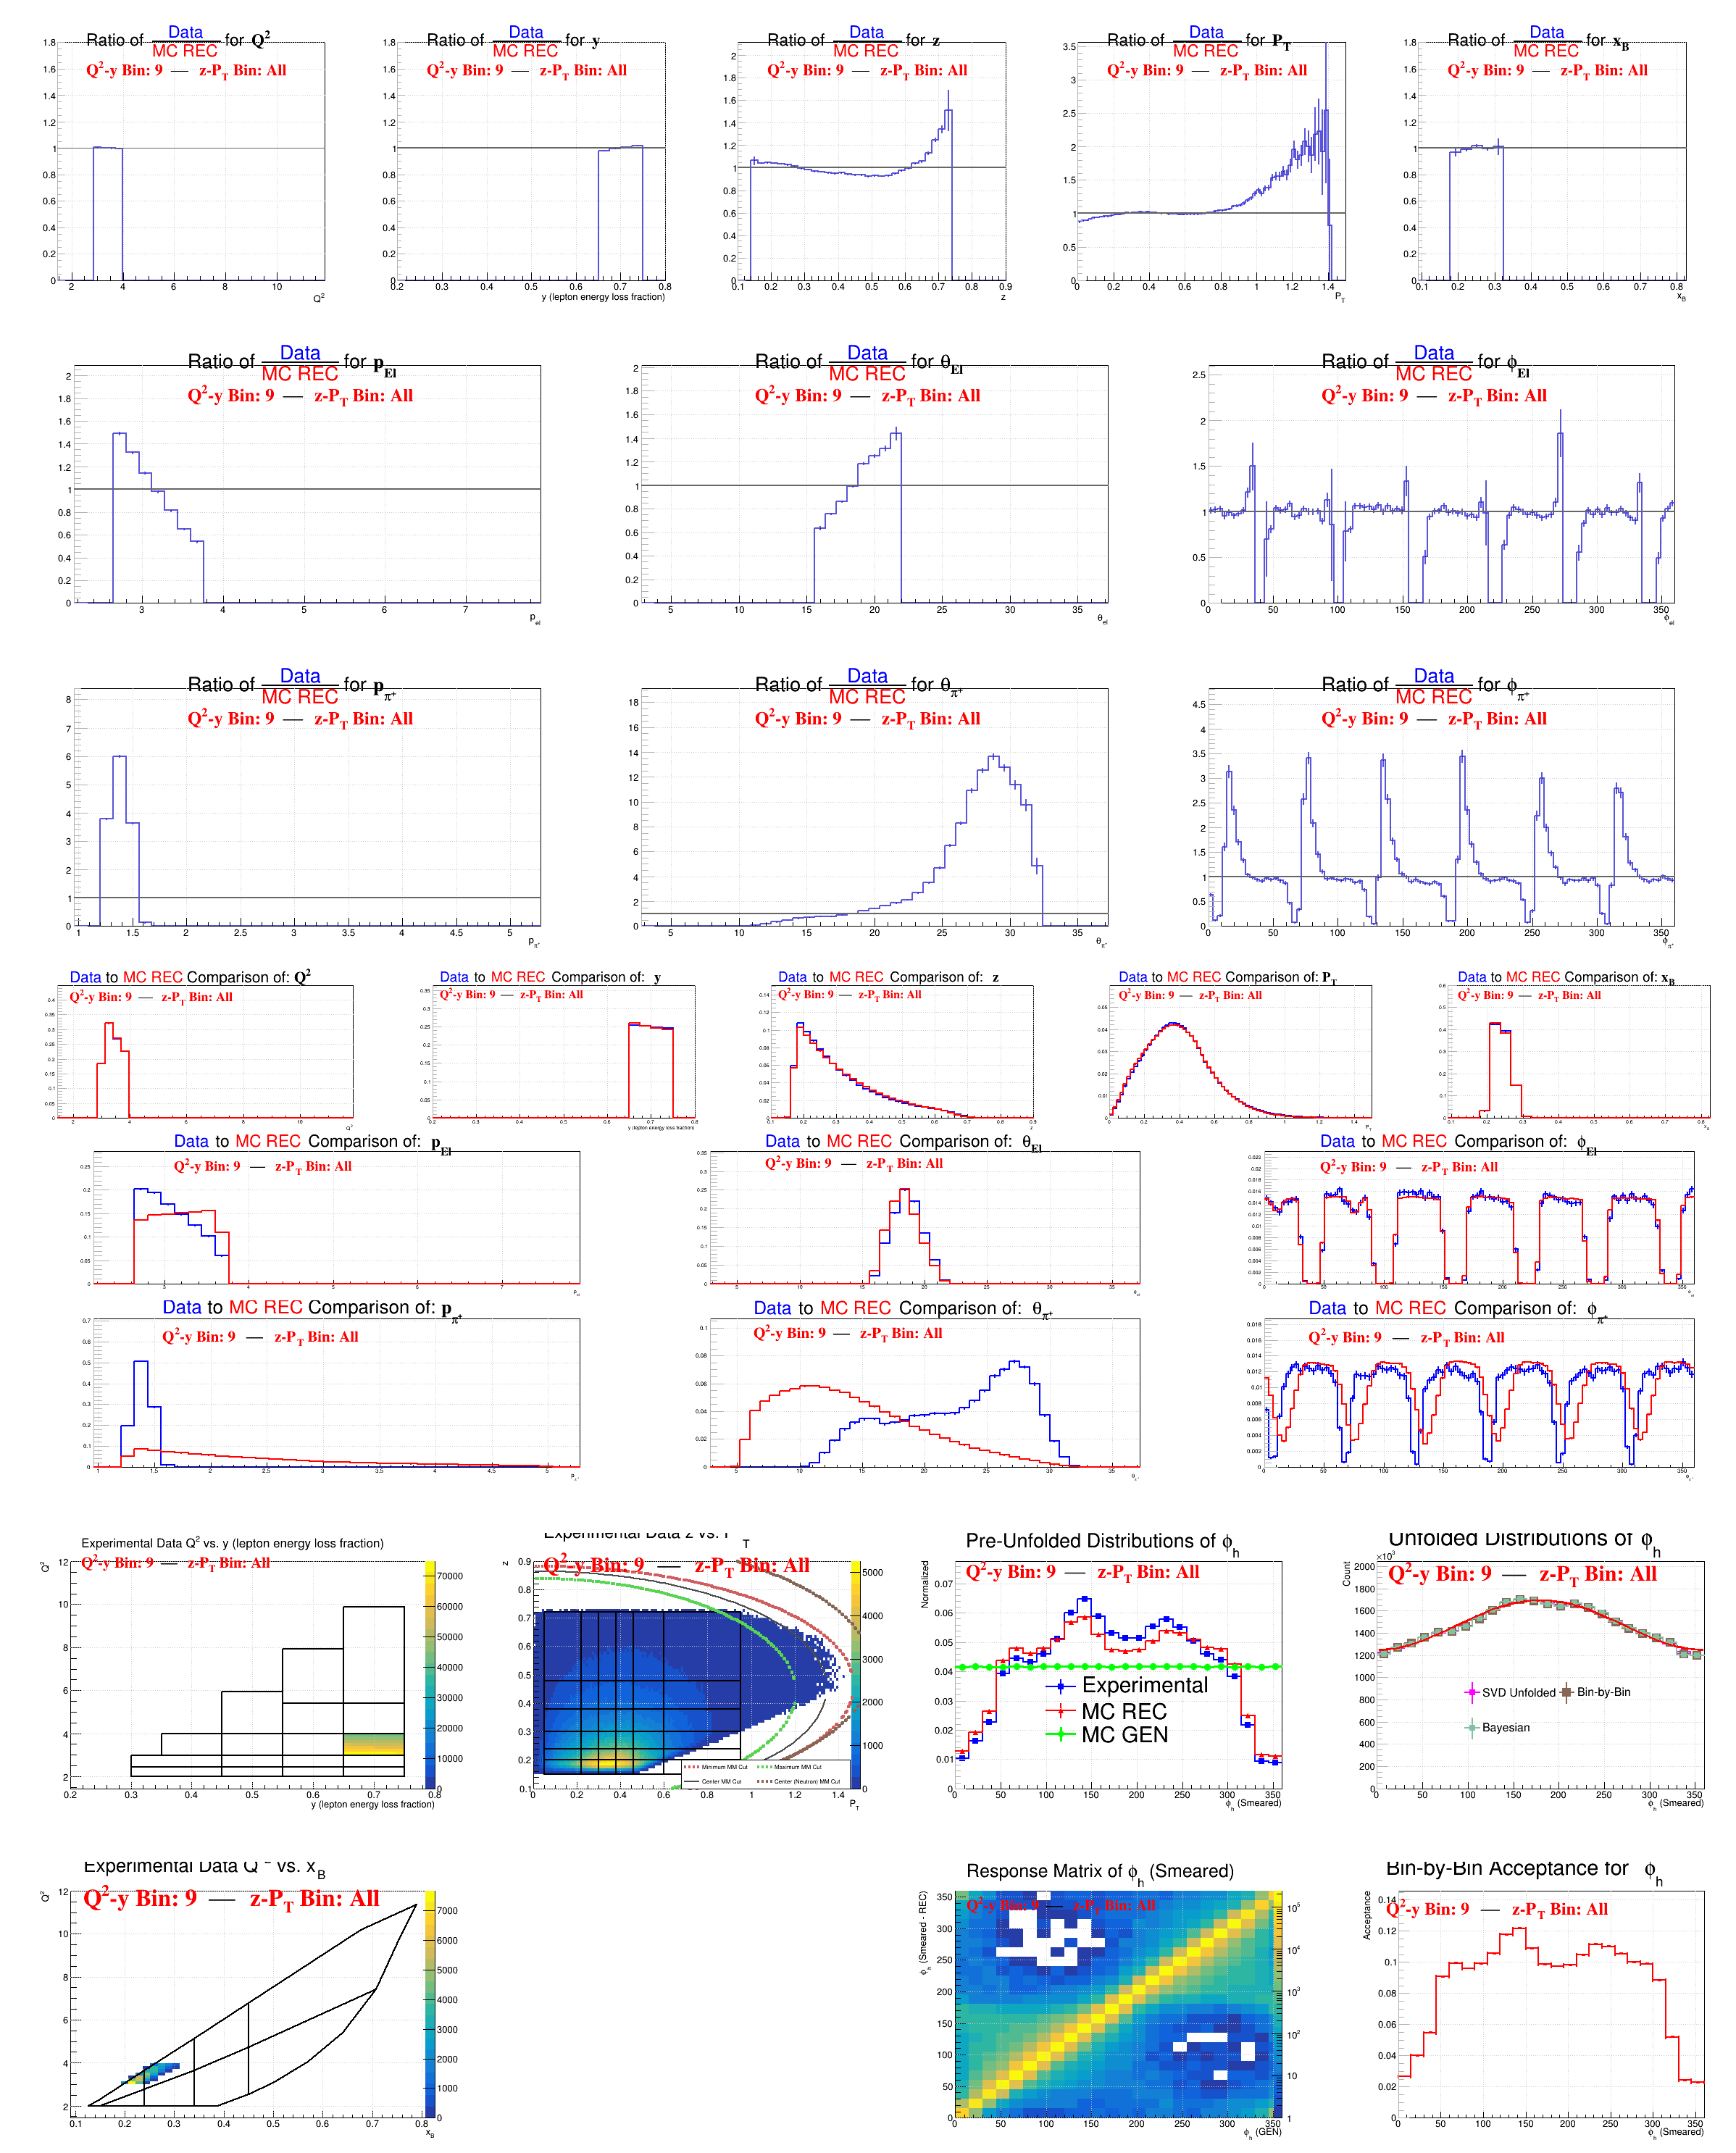 Ratio of Data / MC REC for Q²
Q²-y Bin: 9 — z-P_T Bin: All
Q²
Ratio of Data / MC REC for y
Q²-y Bin: 9 — z-P_T Bin: All
y (lepton energy loss fraction)
Ratio of Data / MC REC for z
Q²-y Bin: 9 — z-P_T Bin: All
z
Ratio of Data / MC REC for P_T
Q²-y Bin: 9 — z-P_T Bin: All
P_T
Ratio of Data / MC REC for x_B
Q²-y Bin: 9 — z-P_T Bin: All
x_B
Ratio of Data / MC REC for p_El
Q²-y Bin: 9 — z-P_T Bin: All
p_el
Ratio of Data / MC REC for θ_El
Q²-y Bin: 9 — z-P_T Bin: All
θ_el
Ratio of Data / MC REC for ϕ_El
Q²-y Bin: 9 — z-P_T Bin: All
ϕ_el
Ratio of Data / MC REC for p_π⁺
Q²-y Bin: 9 — z-P_T Bin: All
p_π⁺
Ratio of Data / MC REC for θ_π⁺
Q²-y Bin: 9 — z-P_T Bin: All
θ_π⁺
Ratio of Data / MC REC for ϕ_π⁺
Q²-y Bin: 9 — z-P_T Bin: All
ϕ_π⁺
Data to MC REC Comparison of: Q²
Q²-y Bin: 9 — z-P_T Bin: All
Data to MC REC Comparison of: y
Q²-y Bin: 9 — z-P_T Bin: All
y (lepton energy loss fraction)
Data to MC REC Comparison of: z
Q²-y Bin: 9 — z-P_T Bin: All
Data to MC REC Comparison of: P_T
Q²-y Bin: 9 — z-P_T Bin: All
Data to MC REC Comparison of: x_B
Q²-y Bin: 9 — z-P_T Bin: All
Data to MC REC Comparison of: p_El
Q²-y Bin: 9 — z-P_T Bin: All
Data to MC REC Comparison of: θ_El
Q²-y Bin: 9 — z-P_T Bin: All
Data to MC REC Comparison of: ϕ_El
Q²-y Bin: 9 — z-P_T Bin: All
Data to MC REC Comparison of: p_π⁺
Q²-y Bin: 9 — z-P_T Bin: All
Data to MC REC Comparison of: θ_π⁺
Q²-y Bin: 9 — z-P_T Bin: All
Data to MC REC Comparison of: ϕ_π⁺
Q²-y Bin: 9 — z-P_T Bin: All
Experimental Data Q² vs. y (lepton energy loss fraction)
Q²-y Bin: 9 — z-P_T Bin: All
Q²
y (lepton energy loss fraction)
Experimental Data z vs. P_T
Q²-y Bin: 9 — z-P_T Bin: All
z
Minimum MM Cut
Maximum MM Cut
Center MM Cut
Center (Neutron) MM Cut
P_T
Pre-Unfolded Distributions of ϕ_h
Q²-y Bin: 9 — z-P_T Bin: All
Normalized
Experimental
MC REC
MC GEN
ϕ_h (Smeared)
Unfolded Distributions of ϕ_h
×10³
Q²-y Bin: 9 — z-P_T Bin: All
Count
SVD Unfolded
Bin-by-Bin
Bayesian
ϕ_h (Smeared)
Experimental Data Q² vs. x_B
Q²-y Bin: 9 — z-P_T Bin: All
Q²
x_B
Response Matrix of ϕ_h (Smeared)
Q²-y Bin: 9 — z-P_T Bin: All
ϕ_h (Smeared - REC)
ϕ_h (GEN)
Bin-by-Bin Acceptance for ϕ_h
Q²-y Bin: 9 — z-P_T Bin: All
Acceptance
ϕ_h (Smeared)